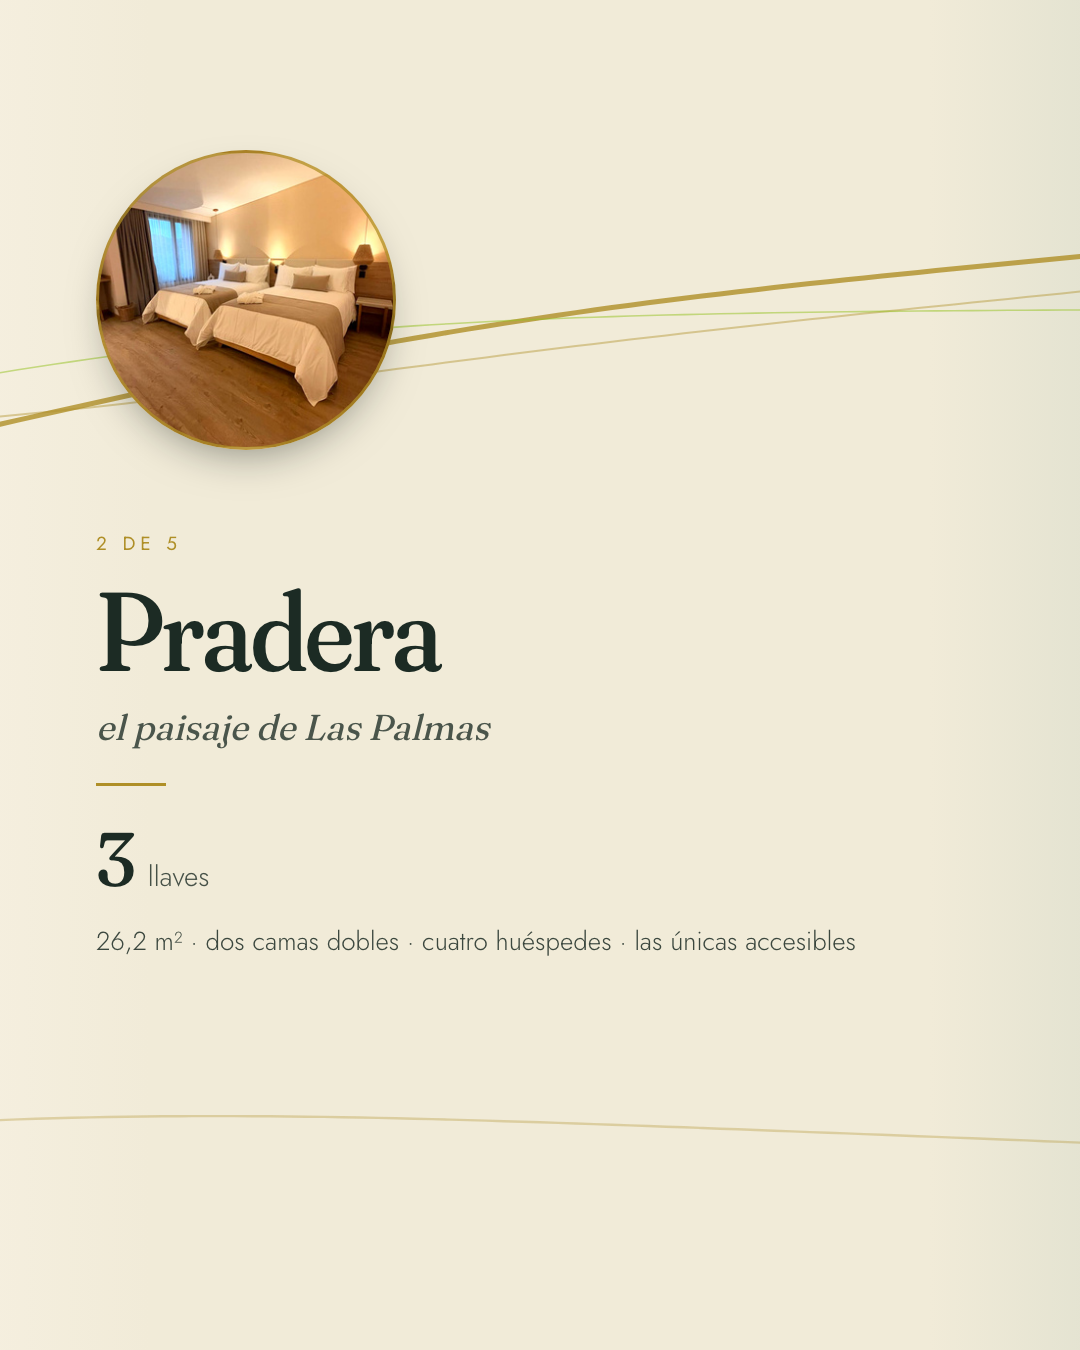 2 DE 5
Pradera
el paisaje de Las Palmas
3 llaves
26,2 m² · dos camas dobles · cuatro huéspedes · las únicas accesibles